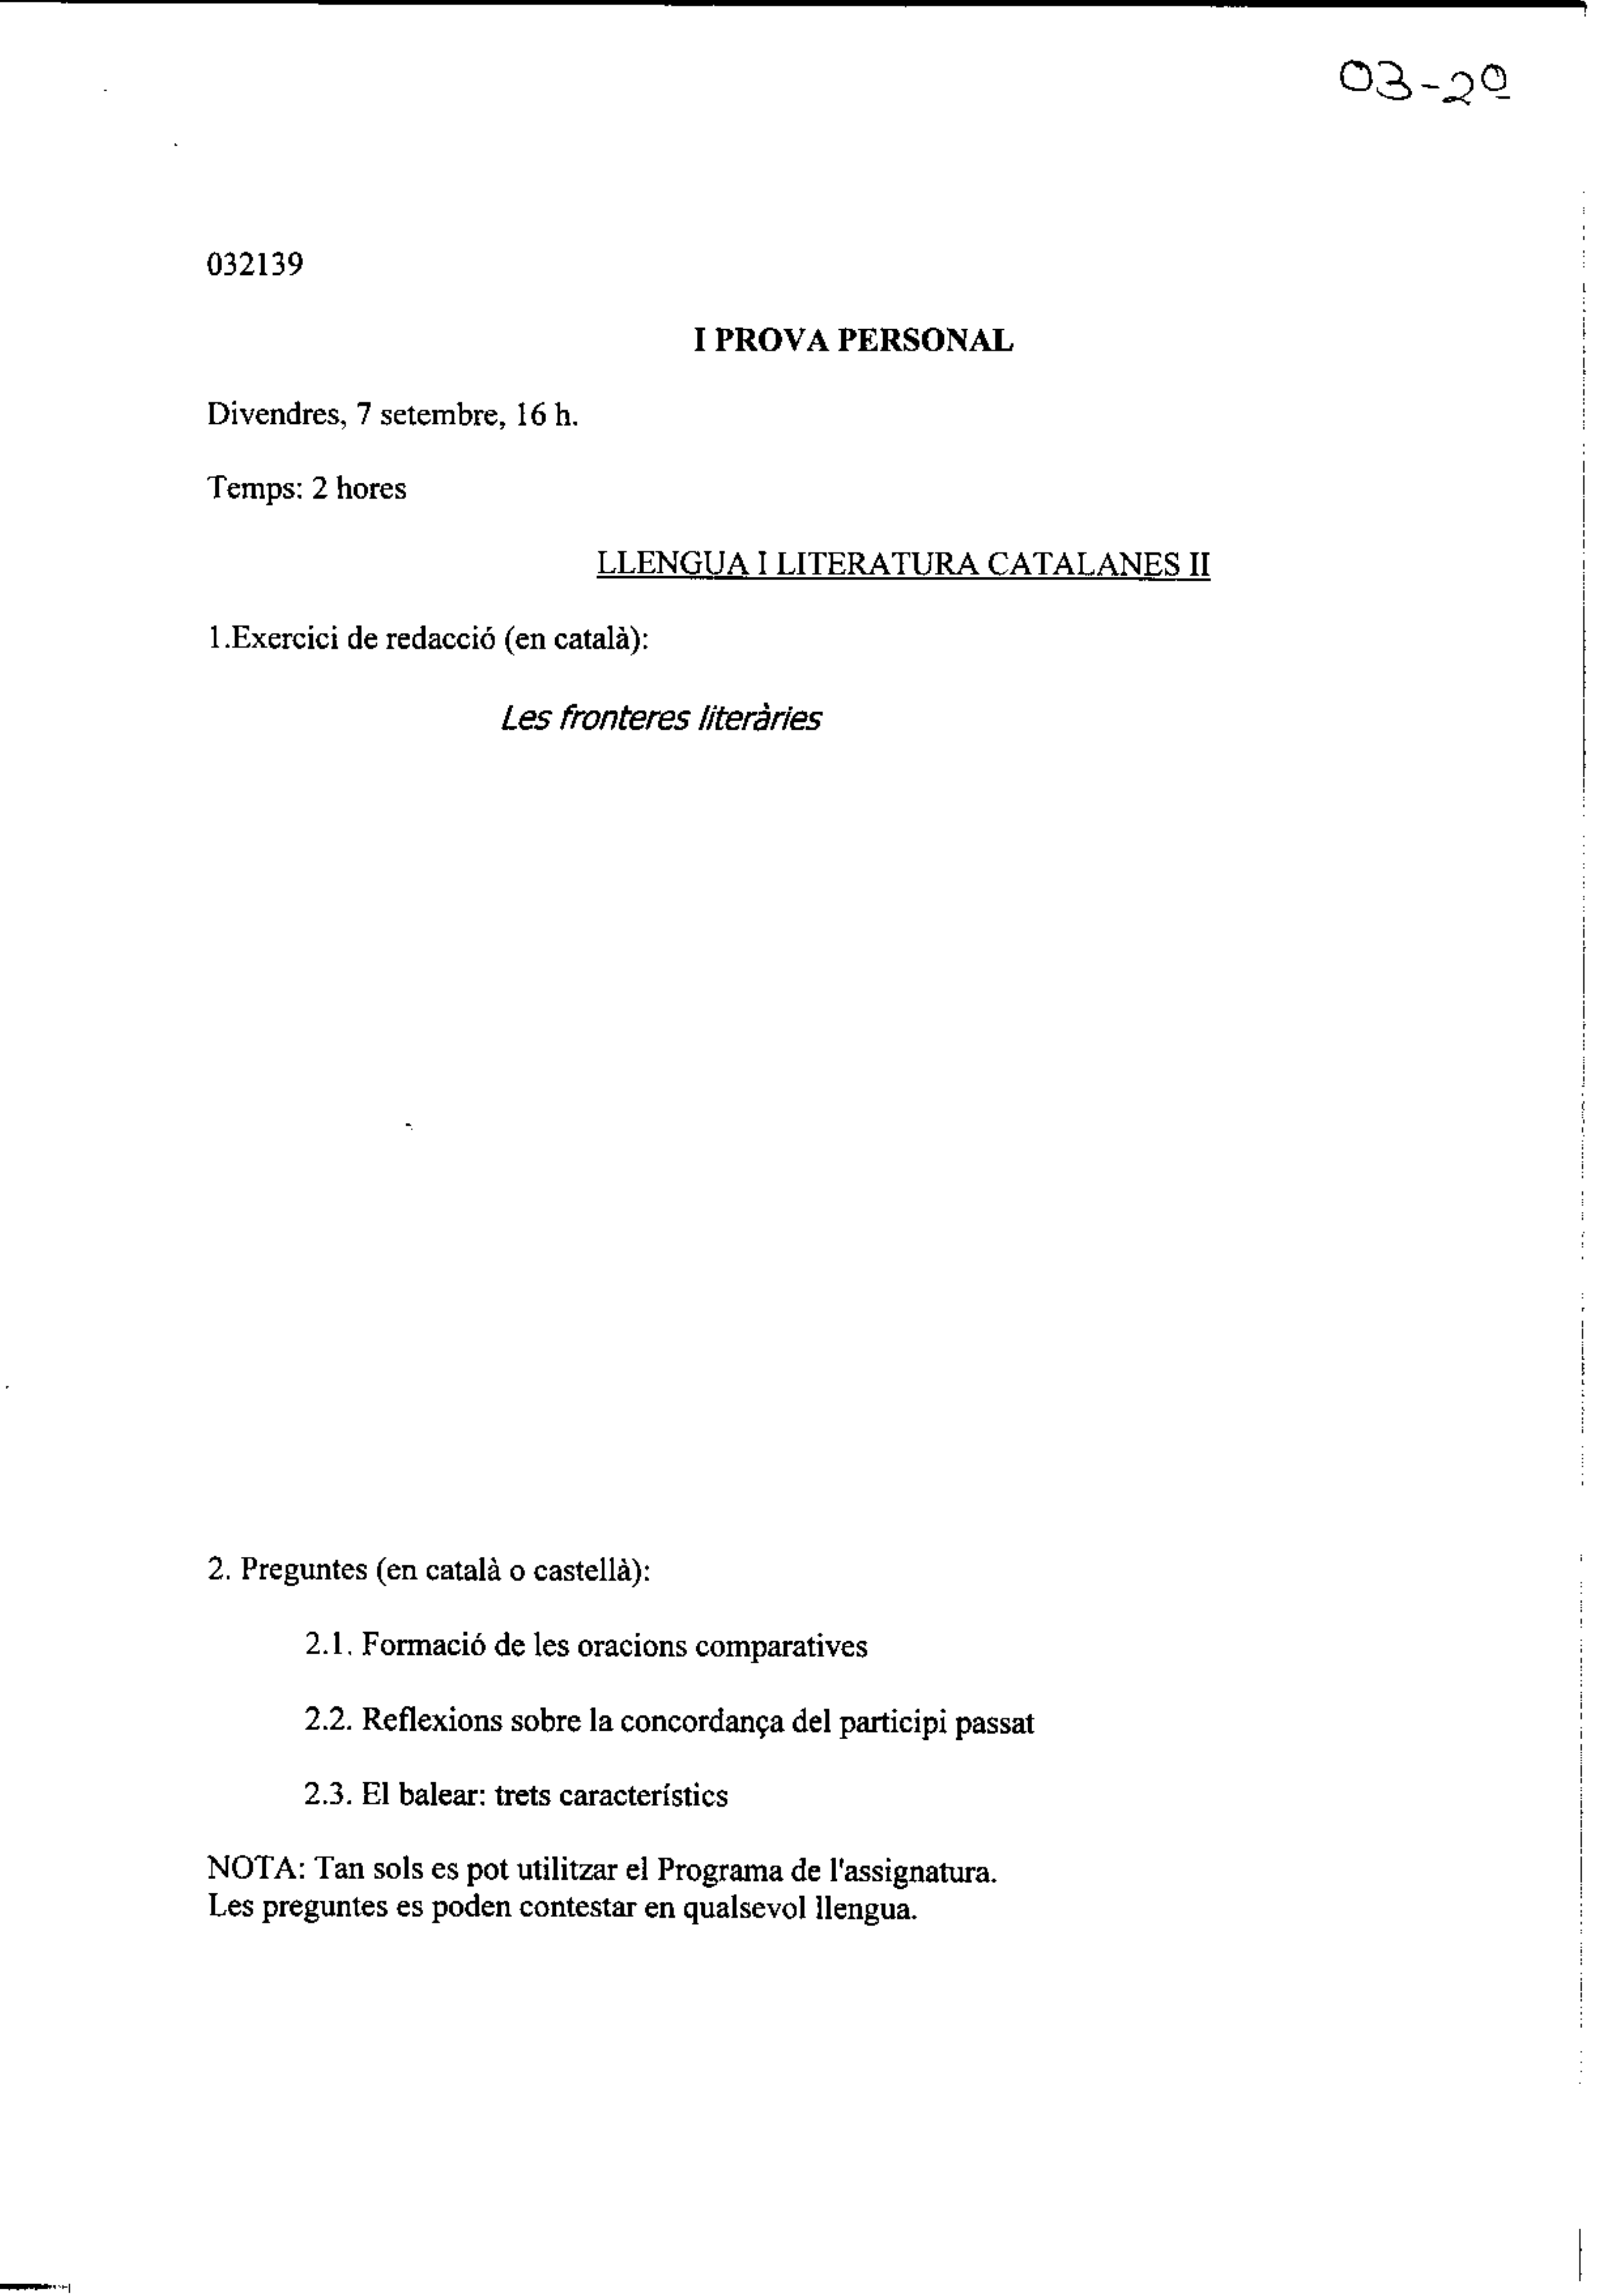 03-2º
032139
I PROVA PERSONAL
Divendres, 7 setembre, 16 h.
Temps: 2 hores
LLENGUA I LITERATURA CATALANES II
1.Exercici de redacció (en català):
Les fronteres literàries
2. Preguntes (en català o castellà):
2.1. Formació de les oracions comparatives
2.2. Reflexions sobre la concordança del participi passat
2.3. El balear: trets característics
NOTA: Tan sols es pot utilitzar el Programa de l'assignatura.
Les preguntes es poden contestar en qualsevol llengua.